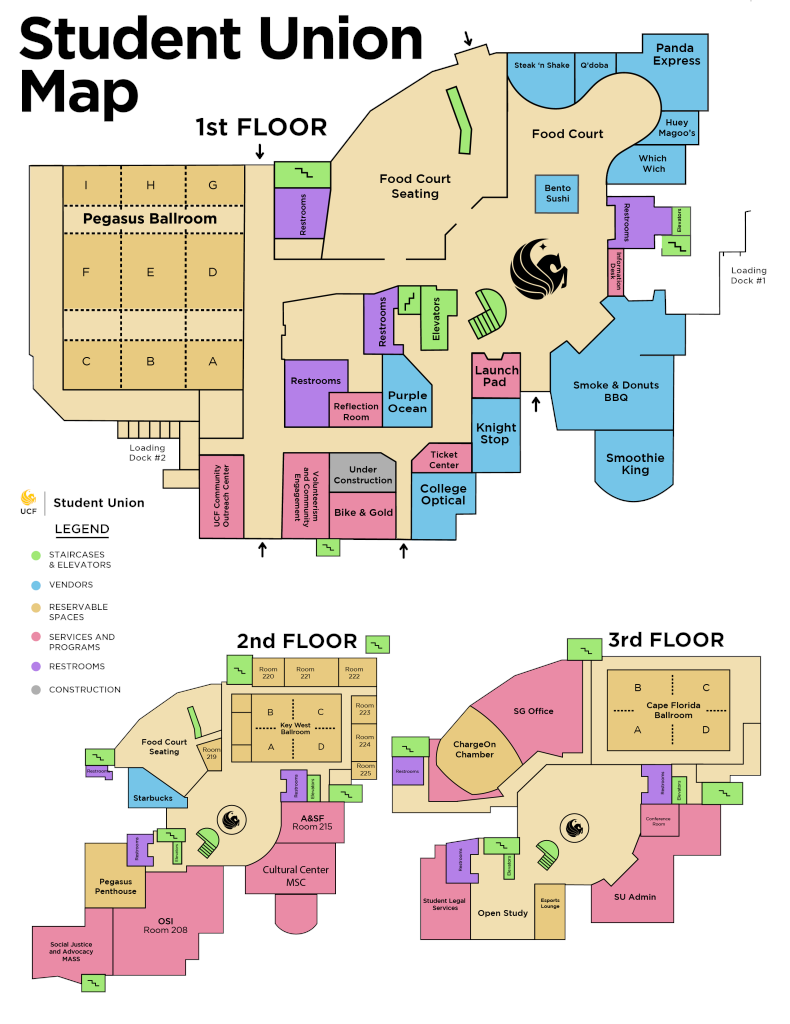 Student Union
Map
1st FLOOR
Steak 'n Shake
Q'doba
Panda
Express
Huey
Magoo's
Which
Wich
Food Court
Food Court
Seating
Bento
Sushi
Restrooms
Restrooms
Elevators
Information
Desk
Loading
Dock #1
I
H
G
Pegasus Ballroom
F
E
D
C
B
A
Restrooms
Elevators
Restrooms
Reflection
Room
Purple
Ocean
Launch
Pad
Knight
Stop
Smoke & Donuts
BBQ
Smoothie
King
Loading
Dock #2
UCF Community
Outreach Center
Volunteerism
and Community
Engagement
Under
Construction
Bike & Gold
Ticket
Center
College
Optical
UCF
Student Union
LEGEND
STAIRCASES
& ELEVATORS
VENDORS
RESERVABLE
SPACES
SERVICES AND
PROGRAMS
RESTROOMS
CONSTRUCTION
2nd FLOOR
Room
220
Room
221
Room
222
Room
223
Room
224
Room
225
B
C
Key West
Ballroom
A
D
Food Court
Seating
Room
219
Restrooms
Starbucks
Restrooms
Elevators
A&SF
Room 215
Cultural Center
MSC
Restrooms
Elevators
Pegasus
Penthouse
OSI
Room 208
Social Justice
and Advocacy
MASS
3rd FLOOR
SG Office
B
C
Cape Florida
Ballroom
A
D
ChargeOn
Chamber
Restrooms
Restrooms
Elevators
Conference
Room
SU Admin
Restrooms
Elevators
Student Legal
Services
Open Study
Esports
Lounge